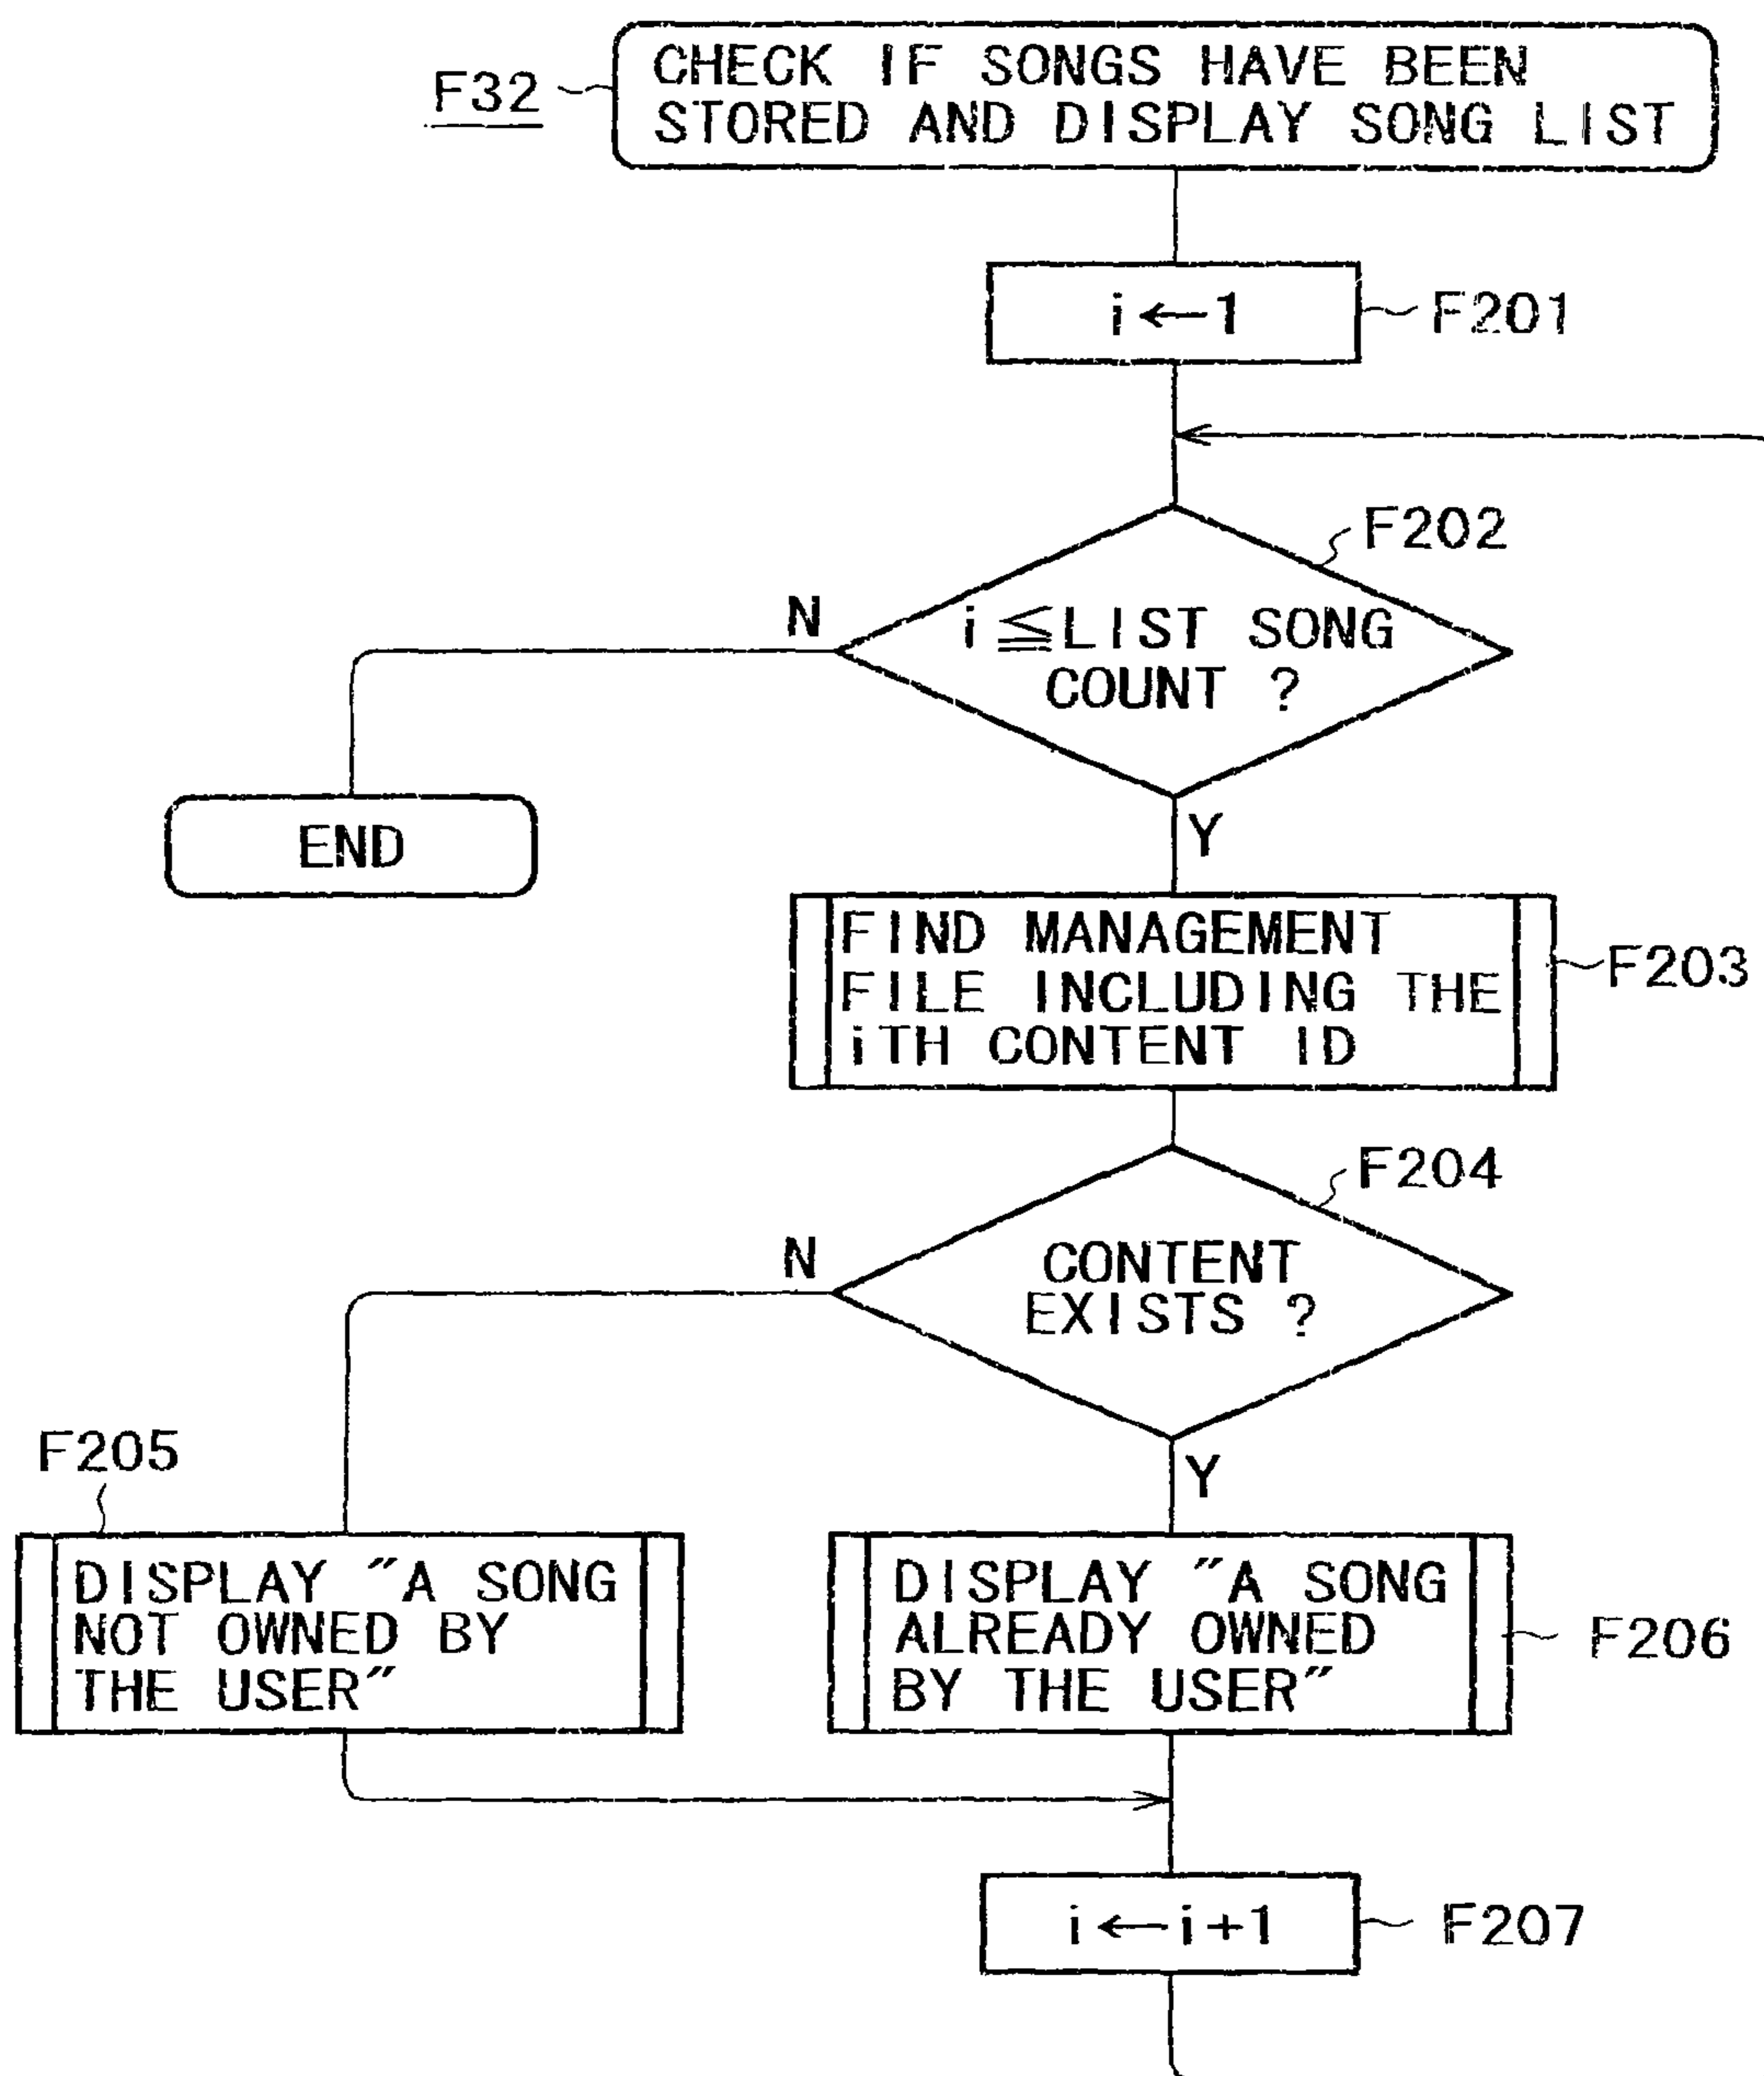 F32
CHECK IF SONGS HAVE BEEN
STORED AND DISPLAY SONG LIST
i←1
F201
F202
N
i≦LIST SONG
COUNT ?
END
Y
FIND MANAGEMENT
FILE INCLUDING THE
iTH CONTENT ID
F203
F204
N
CONTENT
EXISTS ?
F205
Y
DISPLAY "A SONG
NOT OWNED BY
THE USER"
DISPLAY "A SONG
ALREADY OWNED
BY THE USER"
F206
i←i+1
F207